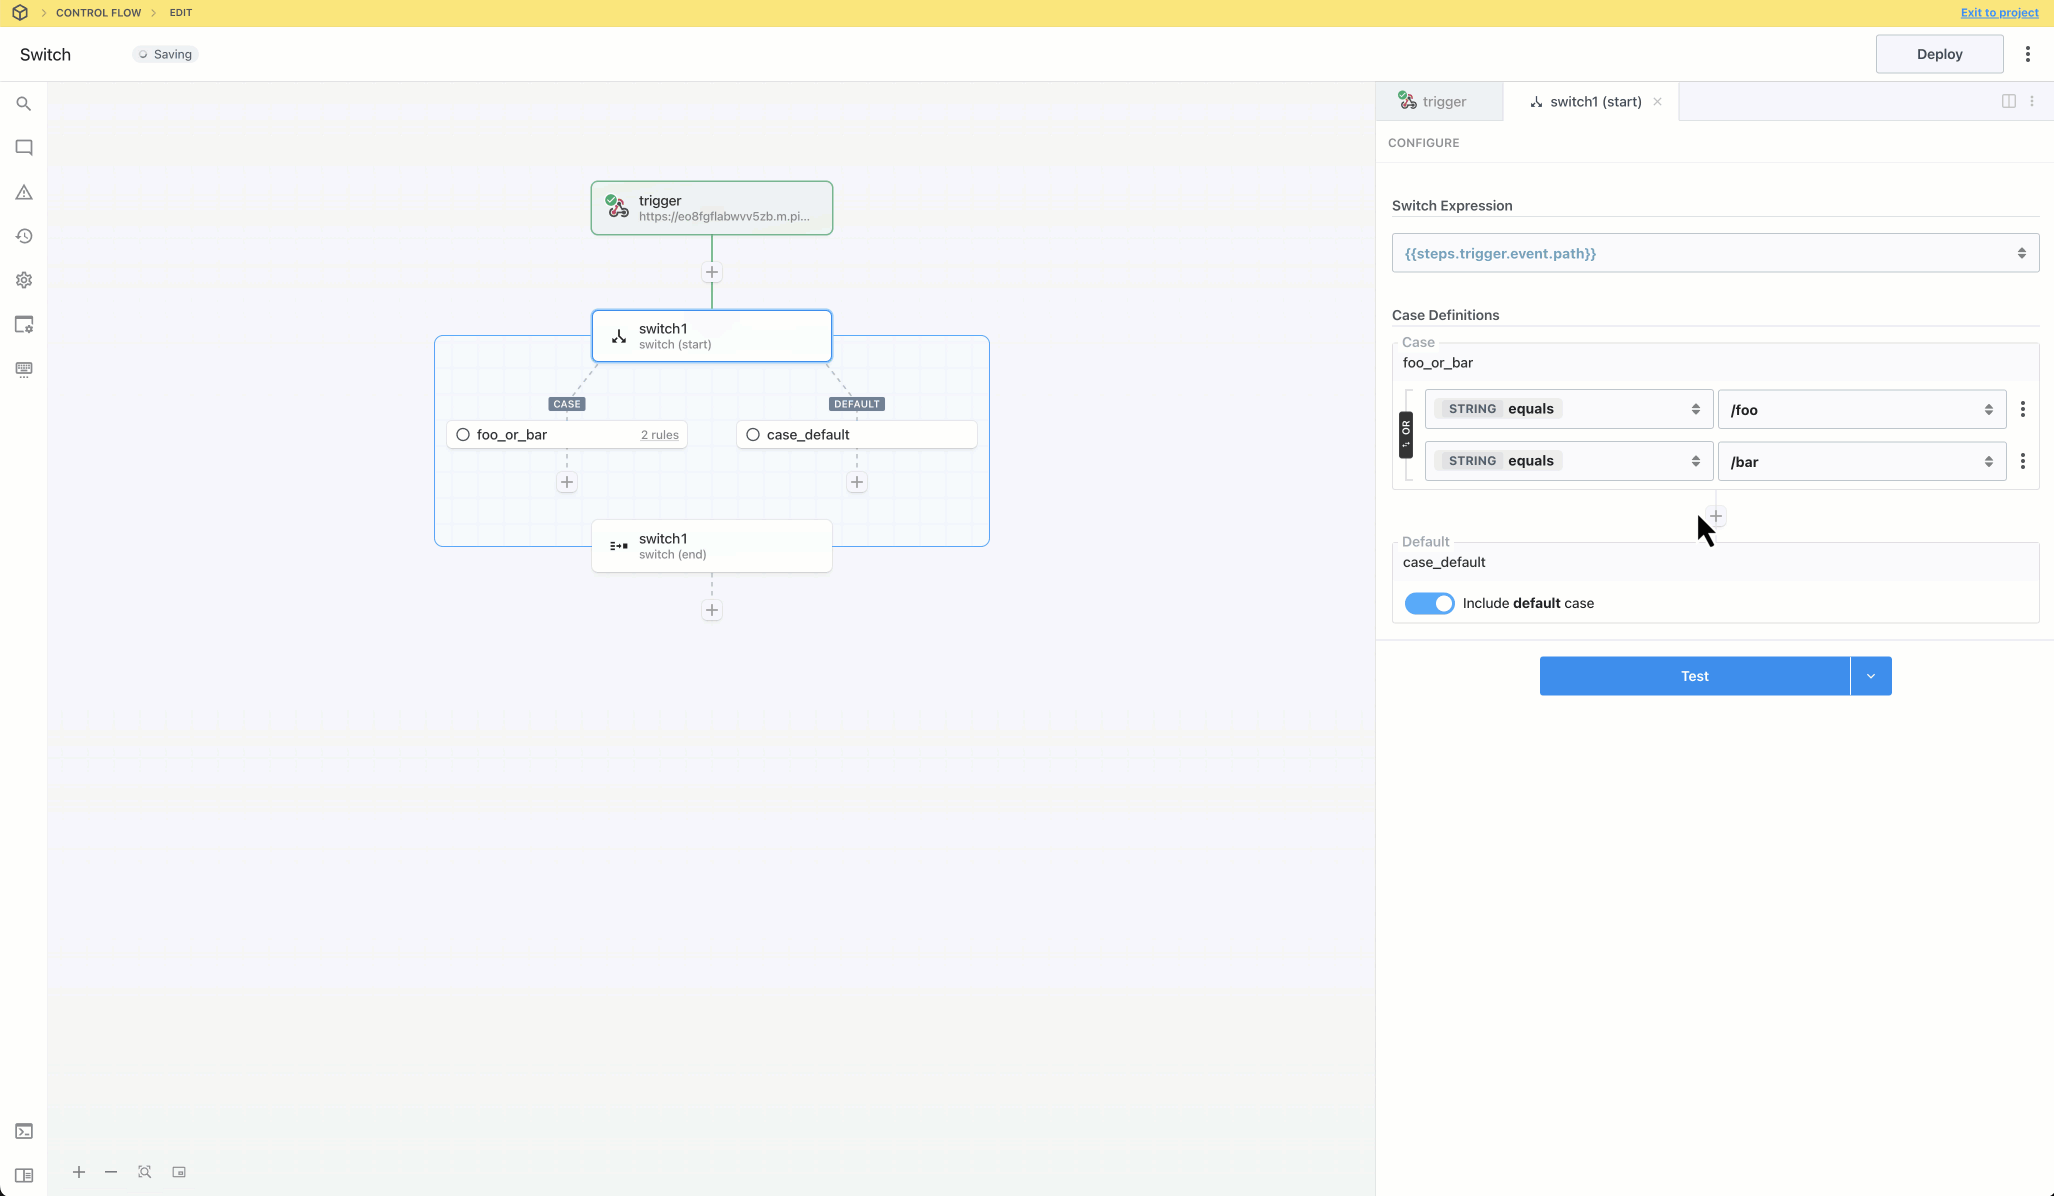 CONTROL FLOW > EDIT
Exit to project
Switch
Saving
Deploy
trigger
switch1 (start)
CONFIGURE
trigger
https://eo8fgflabwvv5zb.m.pi...
switch1
switch (start)
CASE
DEFAULT
foo_or_bar
2 rules
case_default
switch1
switch (end)
Switch Expression
{{steps.trigger.event.path}}
Case Definitions
Case
foo_or_bar
OR
STRING equals
/foo
STRING equals
/bar
Default
case_default
Include default case
Test